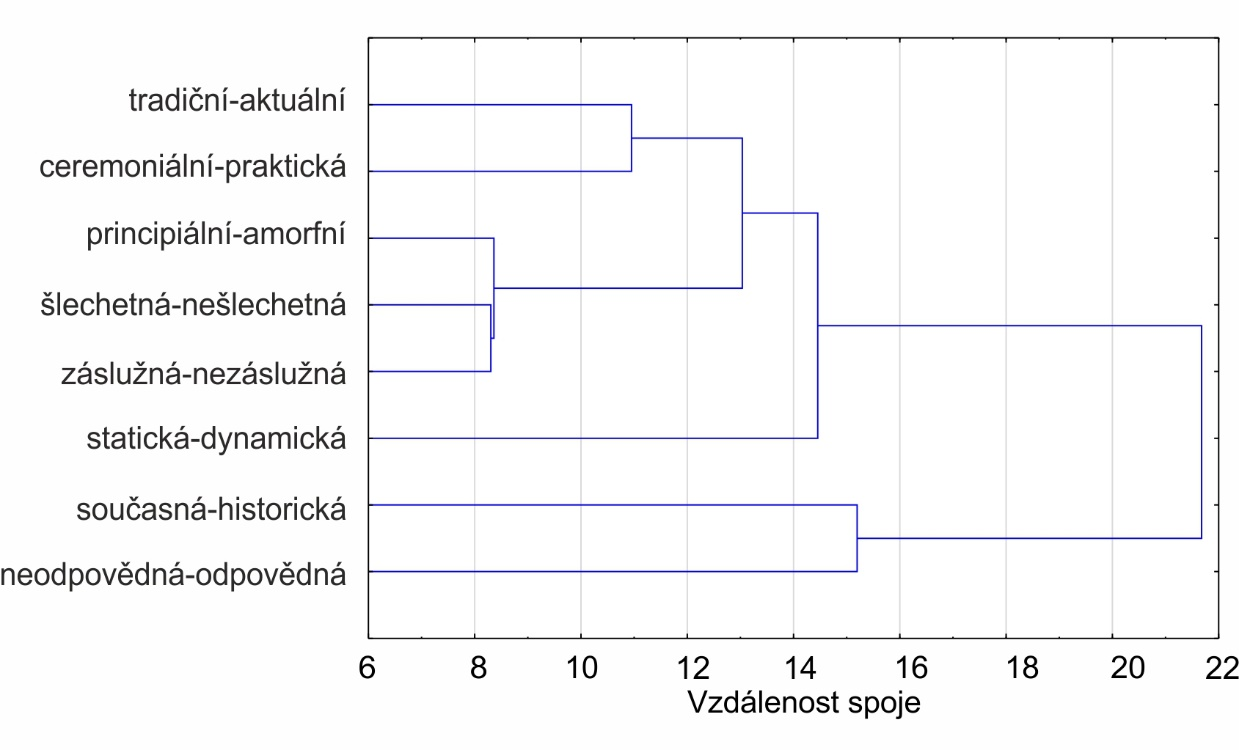 tradiční-aktuální
ceremoniální-praktická
principiální-amorfní
šlechetná-nešlechetná
záslužná-nezáslužná
statická-dynamická
současná-historická
neodpovědná-odpovědná
6 8 10 12 14 16 18 20 22
Vzdálenost spoje